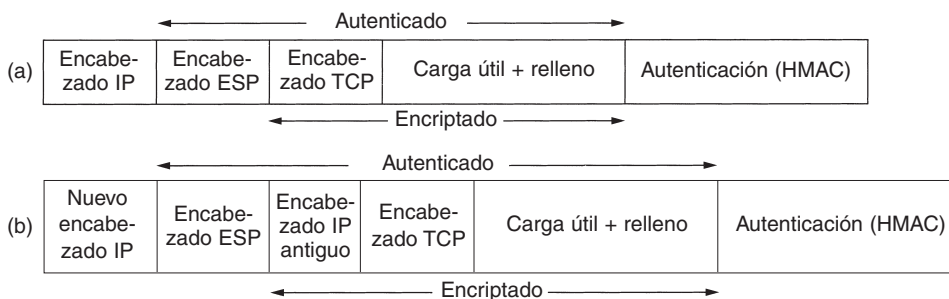 Autenticado
(a)
Encabe-
zado IP
Encabe-
zado ESP
Encabe-
zado TCP
Carga útil + relleno
Autenticación (HMAC)
Encriptado
Autenticado
(b)
Nuevo
encabe-
zado IP
Encabe-
zado ESP
Encabe-
zado IP
antiguo
Encabe-
zado TCP
Carga útil + relleno
Autenticación (HMAC)
Encriptado